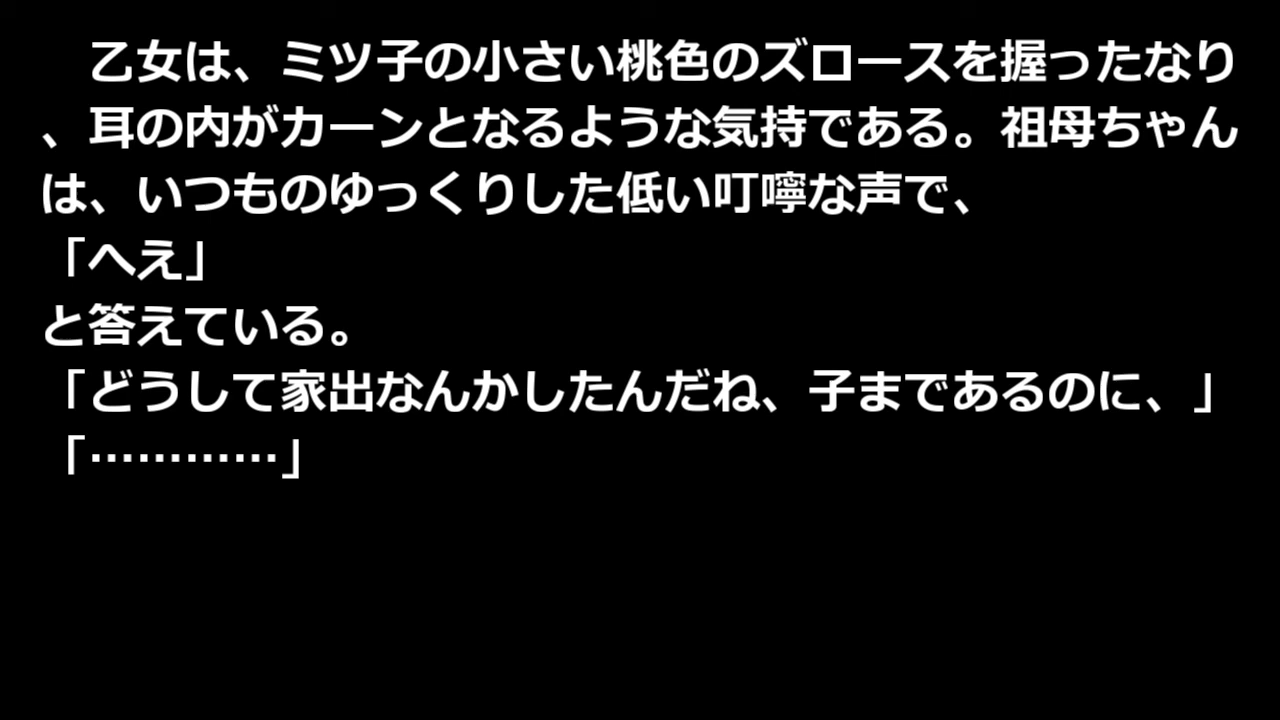 乙女は、ミツ子の小さい桃色のズロースを握ったなり
、耳の内がカーンとなるような気持である。祖母ちゃん
は、いつものゆっくりした低い叮嚀な声で、
「へえ」
と答えている。
「どうして家出なんかしたんだね、子まであるのに、」
「…………」